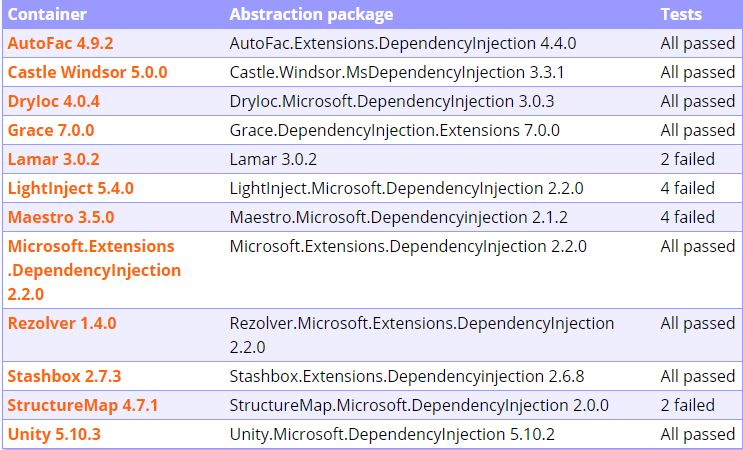 Container Abstraction package Tests
AutoFac 4.9.2 AutoFac.Extensions.DependencyInjection 4.4.0 All passed
Castle Windsor 5.0.0 Castle.Windsor.MsDependencyInjection 3.3.1 All passed
DryIoc 4.0.4 DryIoc.Microsoft.DependencyInjection 3.0.3 All passed
Grace 7.0.0 Grace.DependencyInjection.Extensions 7.0.0 All passed
Lamar 3.0.2 Lamar 3.0.2 2 failed
LightInject 5.4.0 LightInject.Microsoft.DependencyInjection 2.2.0 4 failed
Maestro 3.5.0 Maestro.Microsoft.Dependencyinjection 2.1.2 4 failed
Microsoft.Extensions Microsoft.Extensions.DependencyInjection 2.2.0 All passed
.DependencyInjection
2.2.0
Rezolver 1.4.0 Rezolver.Microsoft.Extensions.DependencyInjection All passed
2.2.0
Stashbox 2.7.3 Stashbox.Extensions.Dependencyinjection 2.6.8 All passed
StructureMap 4.7.1 StructureMap.Microsoft.DependencyInjection 2.0.0 2 failed
Unity 5.10.3 Unity.Microsoft.DependencyInjection 5.10.2 All passed